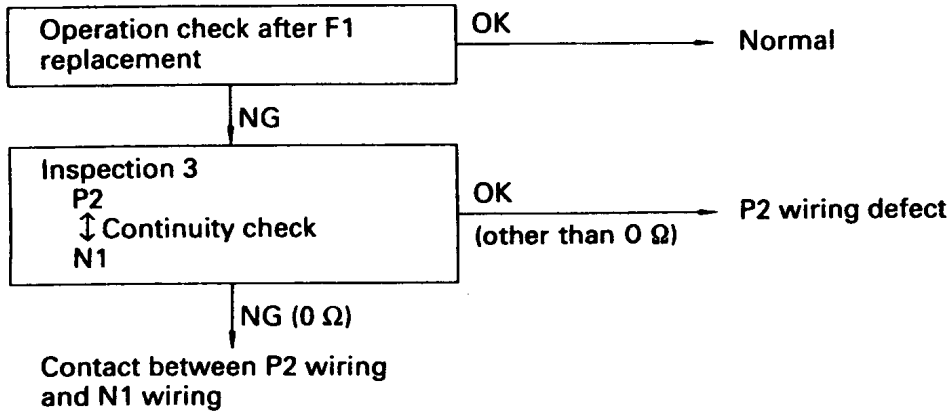 Operation check after F1
replacement
OK
Normal
NG
Inspection 3
P2
↕ Continuity check
N1
OK
(other than 0 Ω)
P2 wiring defect
NG (0 Ω)
Contact between P2 wiring
and N1 wiring